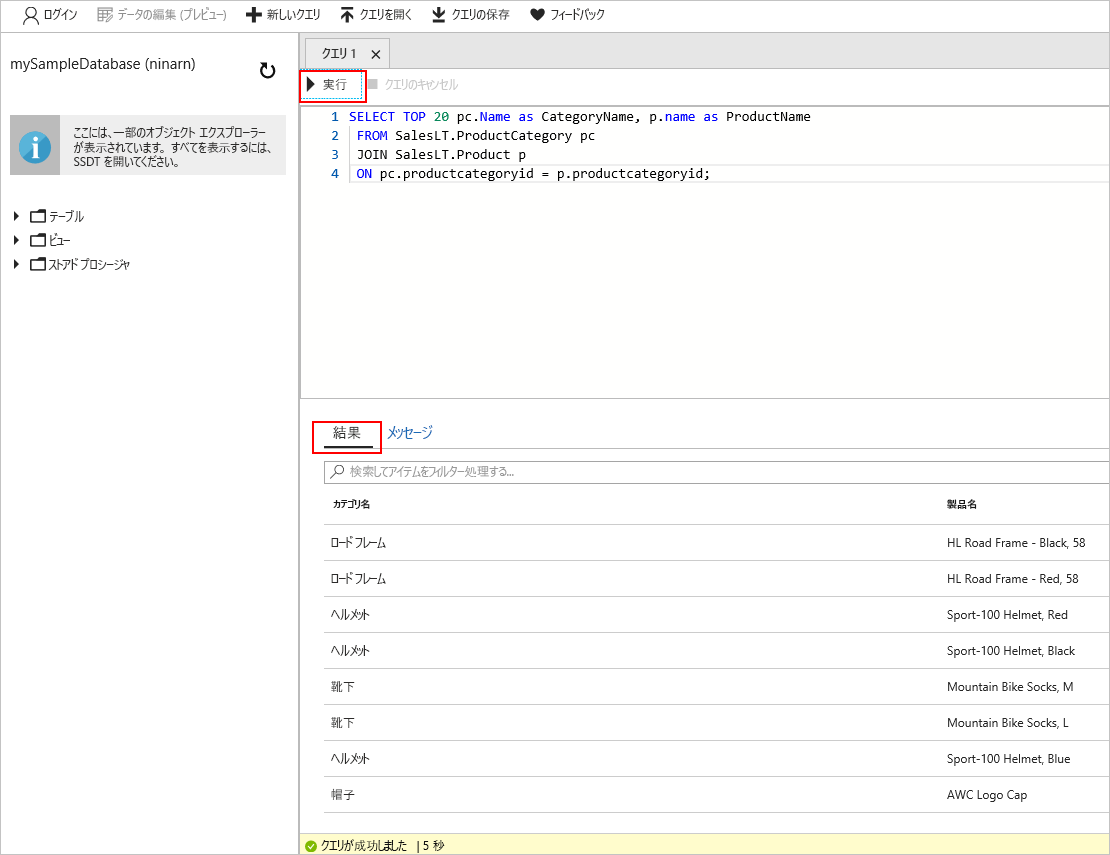 ログイン データの編集 (プレビュー) 新しいクエリ クエリを開く クエリの保存 フィードバック
mySampleDatabase (ninarn)
ここには、一部のオブジェクト エクスプローラー
が表示されています。すべてを表示するには、
SSDT を開いてください。
テーブル
ビュー
ストアド プロシージャ
クエリ 1
実行 クエリのキャンセル
1 SELECT TOP 20 pc.Name as CategoryName, p.name as ProductName
2 FROM SalesLT.ProductCategory pc
3 JOIN SalesLT.Product p
4 ON pc.productcategoryid = p.productcategoryid;
結果 メッセージ
検索してアイテムをフィルター処理する...
カテゴリ名 製品名
ロード フレーム HL Road Frame - Black, 58
ロード フレーム HL Road Frame - Red, 58
ヘルメット Sport-100 Helmet, Red
ヘルメット Sport-100 Helmet, Black
靴下 Mountain Bike Socks, M
靴下 Mountain Bike Socks, L
ヘルメット Sport-100 Helmet, Blue
帽子 AWC Logo Cap
クエリが成功しました | 5 秒